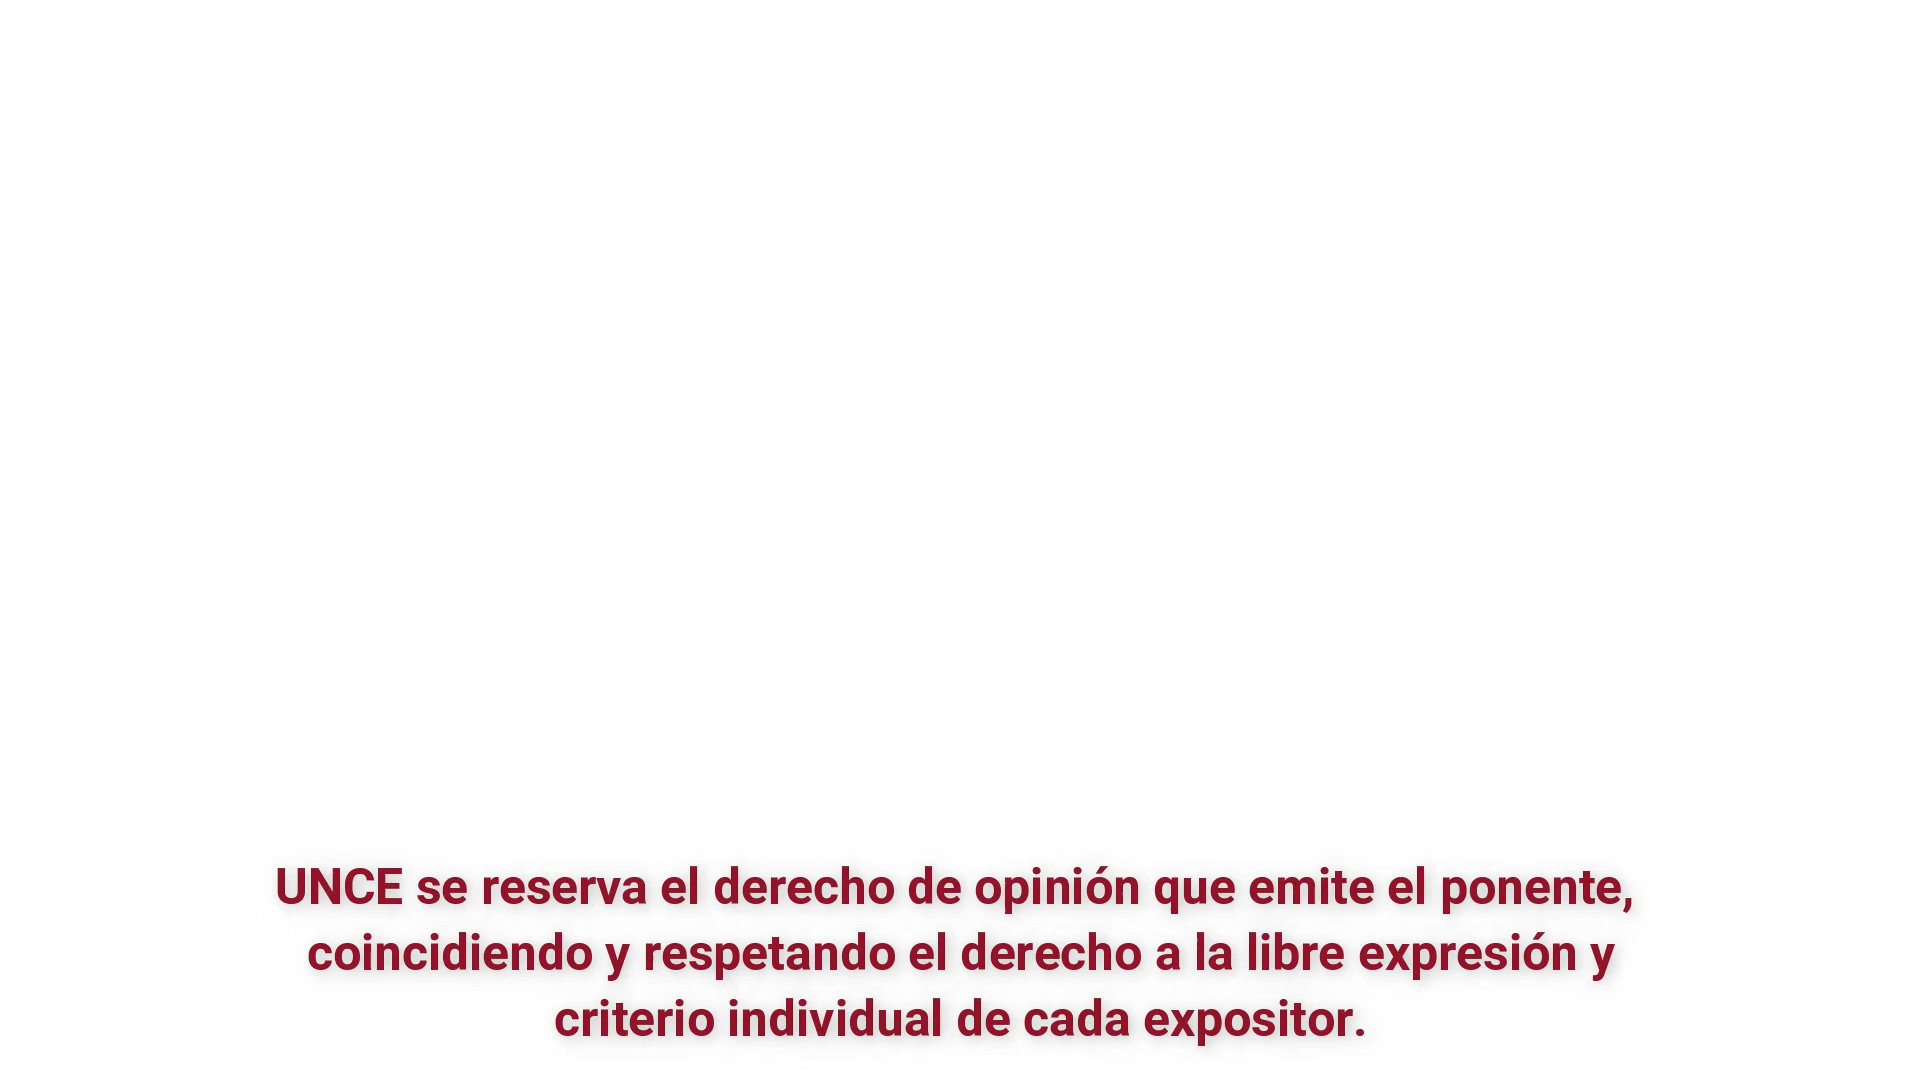 UNCE se reserva el derecho de opinión que emite el ponente,
coincidiendo y respetando el derecho a la libre expresión y
criterio individual de cada expositor.